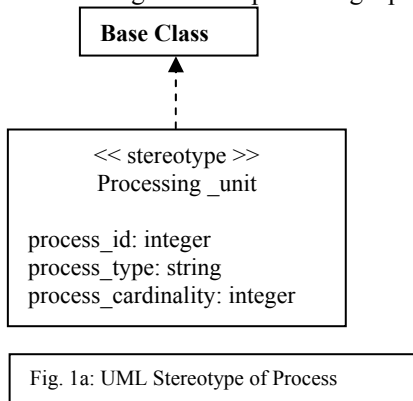 Base Class
<< stereotype >>
Processing _unit
process_id: integer
process_type: string
process_cardinality: integer
Fig. 1a: UML Stereotype of Process